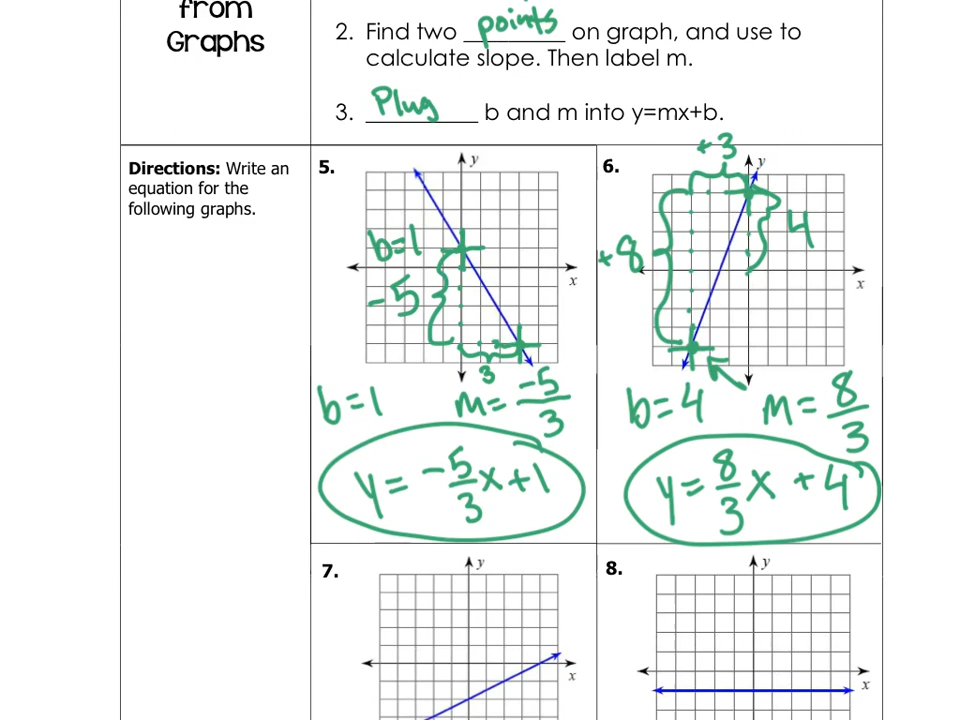 from
Graphs
2. Find two points on graph, and use to
calculate slope. Then label m.
3. Plug b and m into y=mx+b.
Directions: Write an
equation for the
following graphs.
5.
y
x
b=1
-5
3
b=1 m= -5/3
y = -5/3 x + 1
6.
+3
y
x
+8
4
b=4 m= 8/3
y = 8/3 x + 4
7.
y
x
8.
y
x